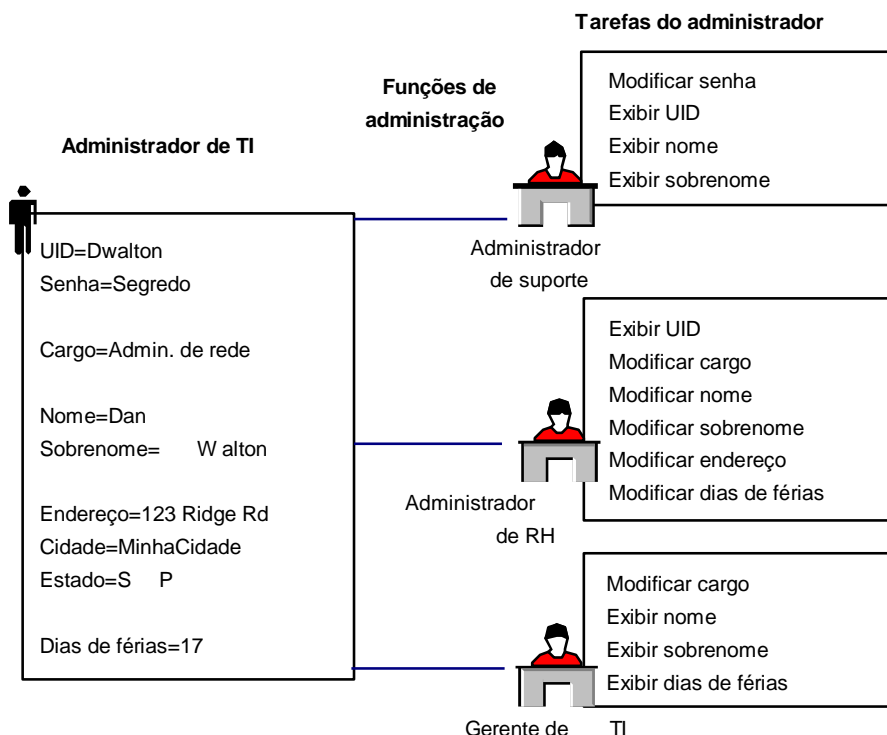 Tarefas do administrador
Funções de
administração
Administrador de TI
Modificar senha
Exibir UID
Exibir nome
Exibir sobrenome
Administrador
de suporte
UID=Dwalton
Senha=Segredo
Cargo=Admin. de rede
Nome=Dan
Sobrenome= W alton
Endereço=123 Ridge Rd
Cidade=MinhaCidade
Estado=S P
Dias de férias=17
Exibir UID
Modificar cargo
Modificar nome
Modificar sobrenome
Modificar endereço
Modificar dias de férias
Administrador
de RH
Modificar cargo
Exibir nome
Exibir sobrenome
Exibir dias de férias
Gerente de TI